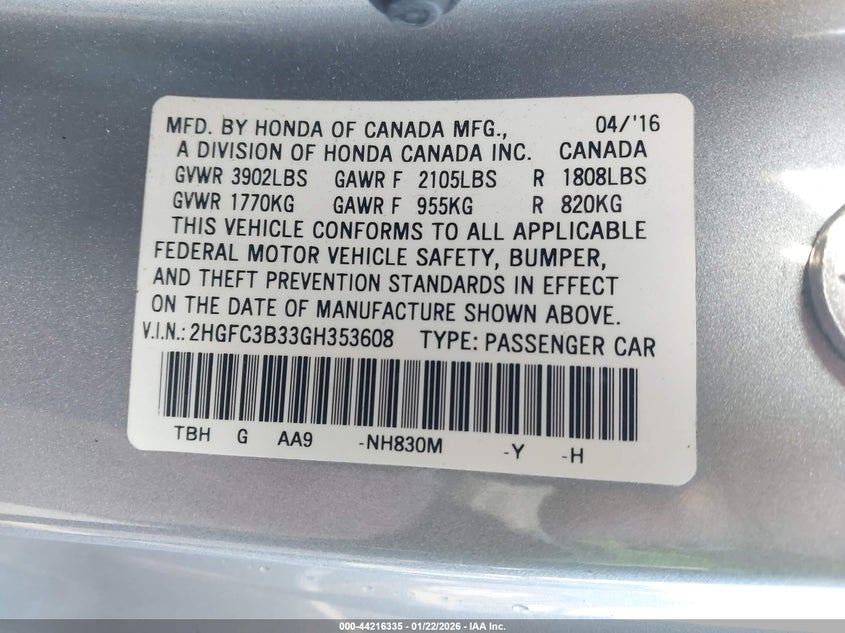 MFD. BY HONDA OF CANADA MFG., 04/'16
A DIVISION OF HONDA CANADA INC. CANADA
GVWR 3902LBS GAWR F 2105LBS R 1808LBS
GVWR 1770KG GAWR F 955KG R 820KG
THIS VEHICLE CONFORMS TO ALL APPLICABLE
FEDERAL MOTOR VEHICLE SAFETY, BUMPER,
AND THEFT PREVENTION STANDARDS IN EFFECT
ON THE DATE OF MANUFACTURE SHOWN ABOVE.
V.I.N.: 2HGFC3B33GH353608 TYPE: PASSENGER CAR
TBH G AA9 -NH830M -Y -H
000-44216335 - 01/22/2026 - IAA Inc.